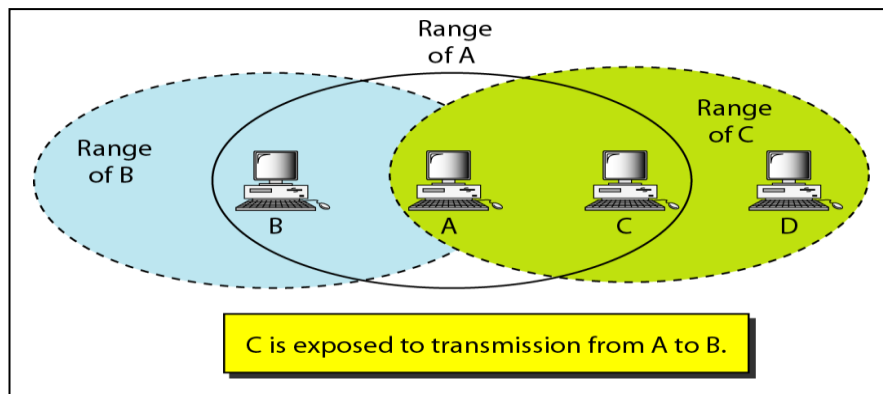 Range
of A
Range
of B
Range
of C
B
A
C
D
C is exposed to transmission from A to B.